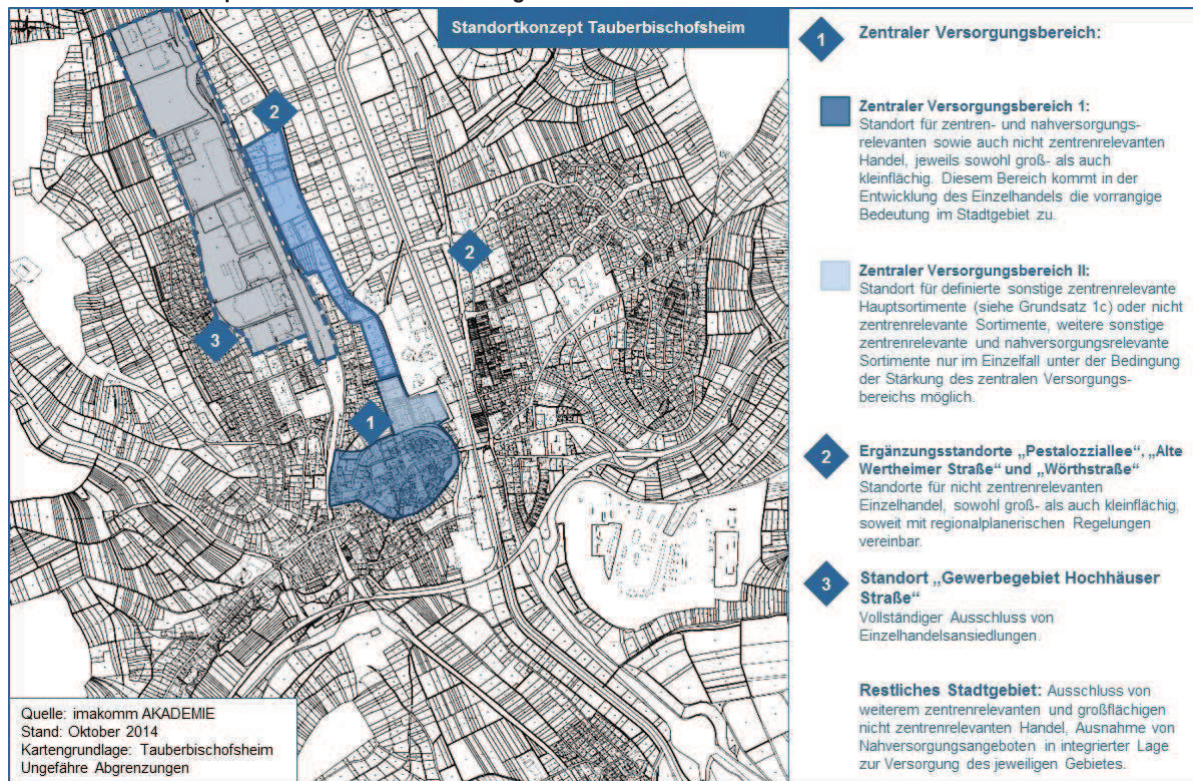 Standortkonzept Tauberbischofsheim
2
2
3
1
Quelle: imakomm AKADEMIE
Stand: Oktober 2014
Kartengrundlage: Tauberbischofsheim
Ungefähre Abgrenzungen
1
Zentraler Versorgungsbereich:
Zentraler Versorgungsbereich 1:
Standort für zentren- und nahversorgungs-
relevanten sowie auch nicht zentrenrelevanten
Handel, jeweils sowohl groß- als auch
kleinflächig. Diesem Bereich kommt in der
Entwicklung des Einzelhandels die vorrangige
Bedeutung im Stadtgebiet zu.
Zentraler Versorgungsbereich II:
Standort für definierte sonstige zentrenrelevante
Hauptsortimente (siehe Grundsatz 1c) oder nicht
zentrenrelevante Sortimente, weitere sonstige
zentrenrelevante und nahversorgungsrelevante
Sortimente nur im Einzelfall unter der Bedingung
der Stärkung des zentralen Versorgungs-
bereichs möglich.
2
Ergänzungsstandorte „Pestalozziallee“, „Alte
Wertheimer Straße“ und „Wörthstraße“
Standorte für nicht zentrenrelevanten
Einzelhandel, sowohl groß- als auch kleinflächig,
soweit mit regionalplanerischen Regelungen
vereinbar.
3
Standort „Gewerbegebiet Hochhäuser
Straße“
Vollständiger Ausschluss von
Einzelhandelsansiedlungen.
Restliches Stadtgebiet: Ausschluss von
weiterem zentrenrelevanten und großflächigen
nicht zentrenrelevanten Handel, Ausnahme von
Nahversorgungsangeboten in integrierter Lage
zur Versorgung des jeweiligen Gebietes.